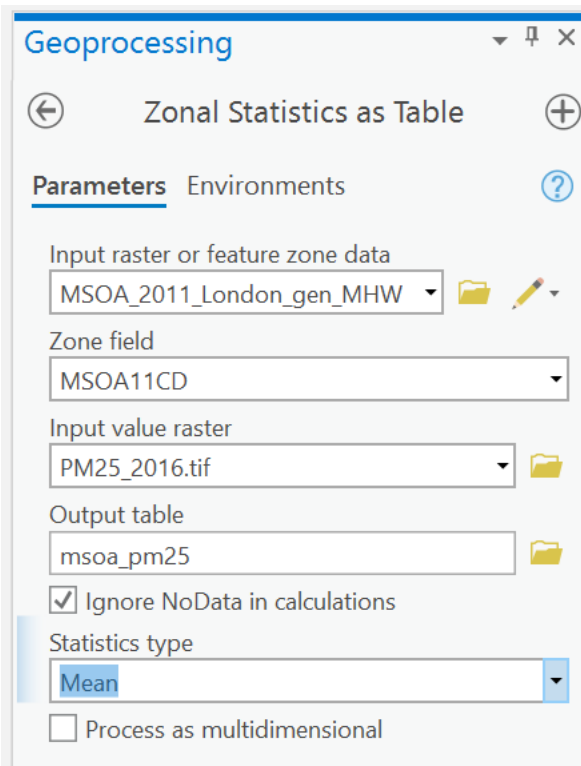 Geoprocessing
Zonal Statistics as Table
Parameters Environments
Input raster or feature zone data
MSOA_2011_London_gen_MHW
Zone field
MSOA11CD
Input value raster
PM25_2016.tif
Output table
msoa_pm25
Ignore NoData in calculations
Statistics type
Mean
Process as multidimensional